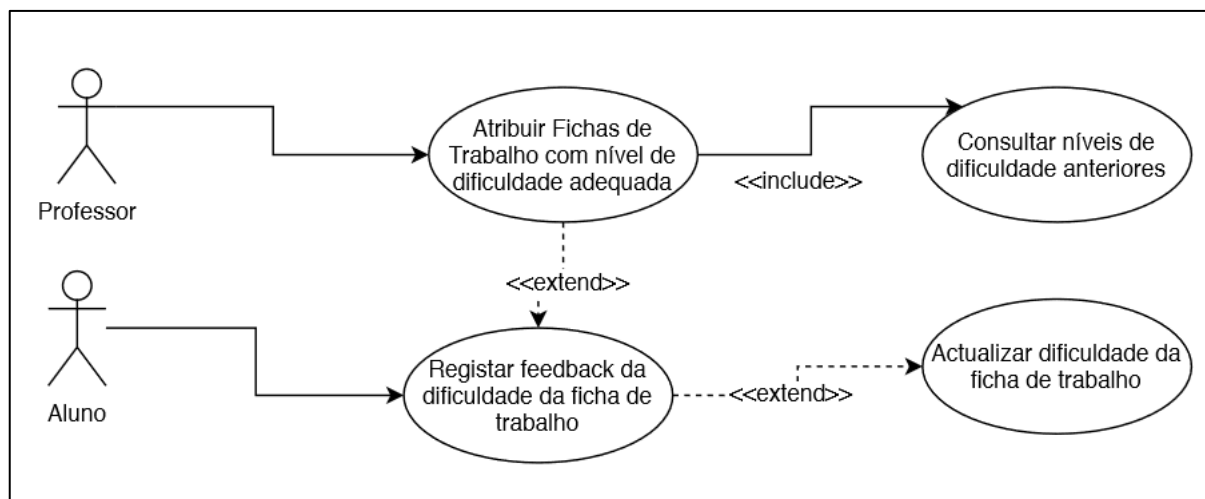 Atribuir Fichas de
Trabalho com nível de
dificuldade adequada
Consultar níveis de
dificuldade anteriores
<<include>>
Professor
<<extend>>
Registar feedback da
dificuldade da ficha de
trabalho
Actualizar dificuldade da
ficha de trabalho
<<extend>>
Aluno